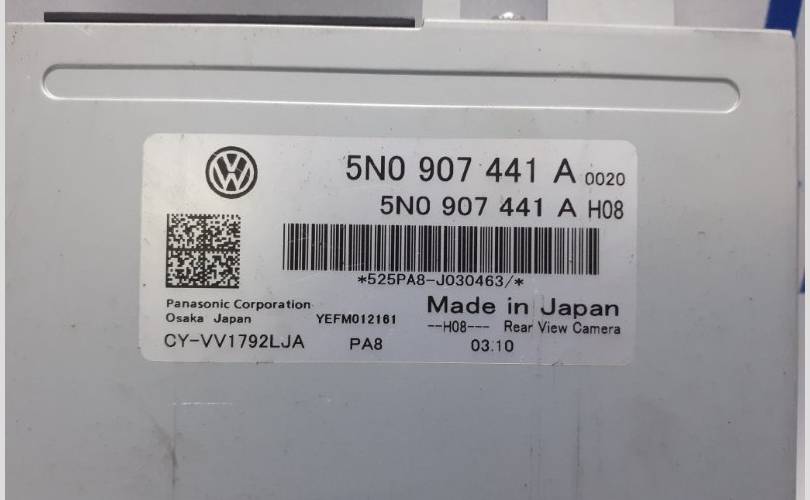 5N0 907 441 A 0020
5N0 907 441 A H08
*525PA8-J030463/*
Panasonic Corporation
Osaka Japan YEFM012161
Made in Japan
--H08--- Rear View Camera
CY-VV1792LJA PA8 03.10